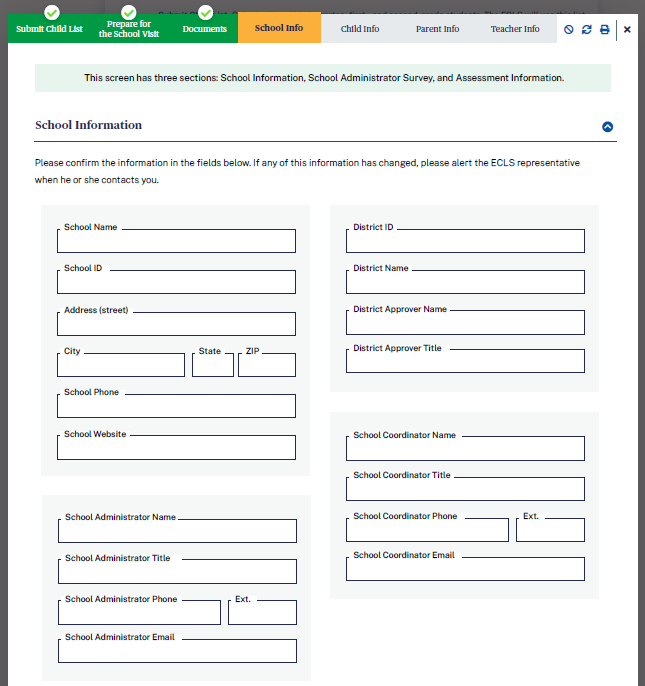 Submit Child List
Prepare for
the School Visit
Documents
School Info
Child Info
Parent Info
Teacher Info
This screen has three sections: School Information, School Administrator Survey, and Assessment Information.
School Information
Please confirm the information in the fields below. If any of this information has changed, please alert the ECLS representative
when he or she contacts you.
School Name
School ID
Address (street)
City
State
ZIP
School Phone
School Website
District ID
District Name
District Approver Name
District Approver Title
School Administrator Name
School Administrator Title
School Administrator Phone
Ext.
School Administrator Email
School Coordinator Name
School Coordinator Title
School Coordinator Phone
Ext.
School Coordinator Email